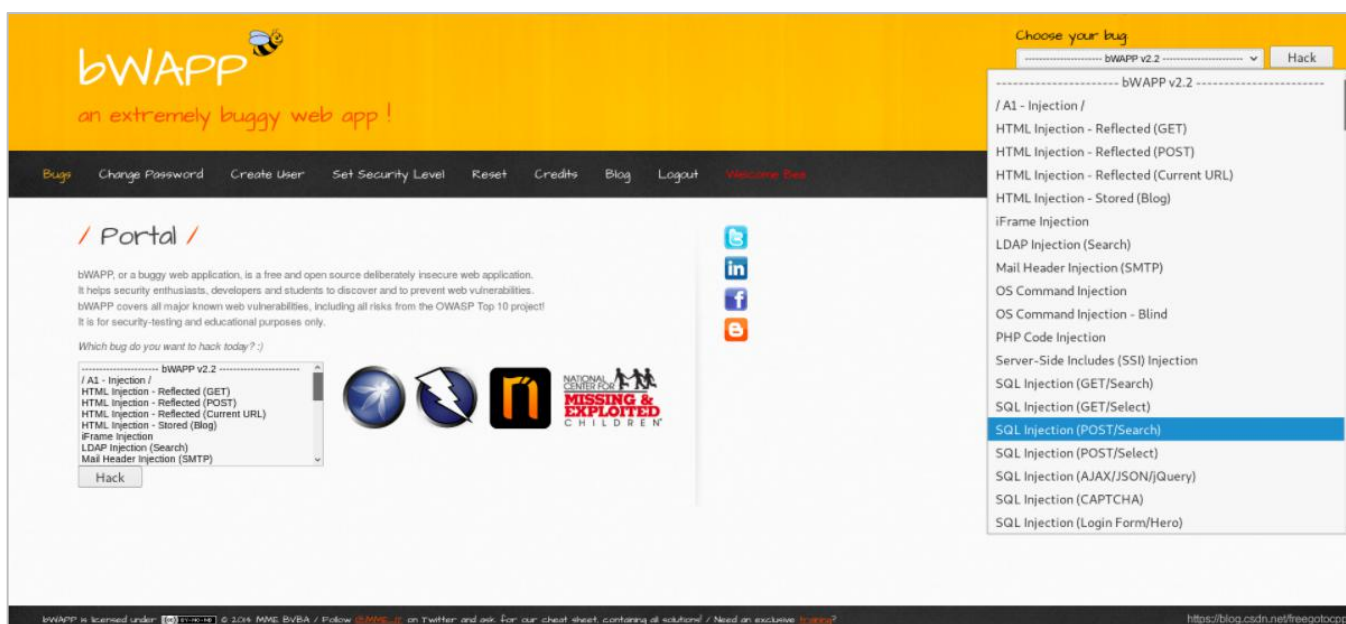 bWAPP
an extremely buggy web app !
Choose your bug:
---------------------- bWAPP v2.2 ----------------------
Hack
---------------------- bWAPP v2.2 ----------------------
/ A1 - Injection /
HTML Injection - Reflected (GET)
HTML Injection - Reflected (POST)
HTML Injection - Reflected (Current URL)
HTML Injection - Stored (Blog)
iFrame Injection
LDAP Injection (Search)
Mail Header Injection (SMTP)
OS Command Injection
OS Command Injection - Blind
PHP Code Injection
Server-Side Includes (SSI) Injection
SQL Injection (GET/Search)
SQL Injection (GET/Select)
SQL Injection (POST/Search)
SQL Injection (POST/Select)
SQL Injection (AJAX/JSON/jQuery)
SQL Injection (CAPTCHA)
SQL Injection (Login Form/Hero)
Bugs Change Password Create User Set Security Level Reset Credits Blog Logout Welcome Bee
/ Portal /
bWAPP, or a buggy web application, is a free and open source deliberately insecure web application.
It helps security enthusiasts, developers and students to discover and to prevent web vulnerabilities.
bWAPP covers all major known web vulnerabilities, including all risks from the OWASP Top 10 project!
It is for security-testing and educational purposes only.
Which bug do you want to hack today? :)
---------------------- bWAPP v2.2 ----------------------
/ A1 - Injection /
HTML Injection - Reflected (GET)
HTML Injection - Reflected (POST)
HTML Injection - Reflected (Current URL)
HTML Injection - Stored (Blog)
iFrame Injection
LDAP Injection (Search)
Mail Header Injection (SMTP)
Hack
NATIONAL
CENTER FOR
MISSING &
EXPLOITED
CHILDREN
bWAPP is licensed under © 2014 MME BVBA / Follow @MME_IT on Twitter and ask for our cheat sheet, containing all solutions! / Need an exclusive training?
https://blog.csdn.net/freegotocpp